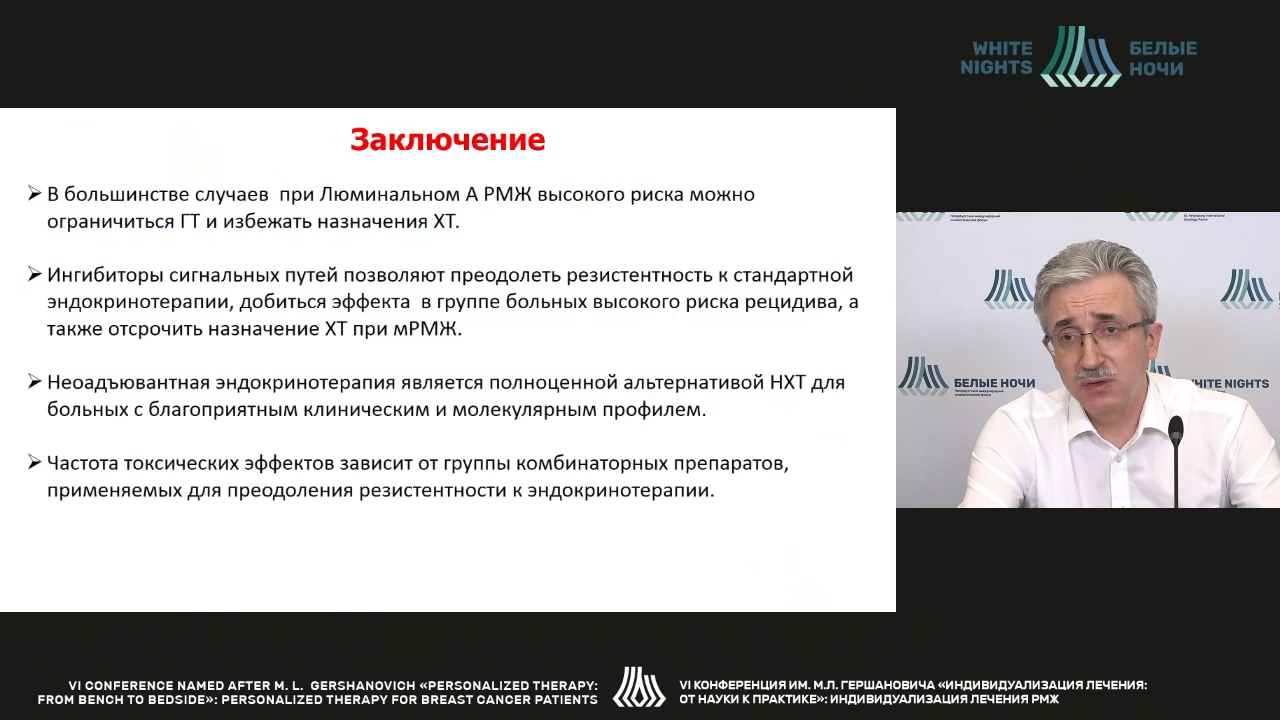 WHITE
NIGHTS
БЕЛЫЕ
НОЧИ
Заключение
➢ В большинстве случаев при Люминальном А РМЖ высокого риска можно
ограничиться ГТ и избежать назначения ХТ.
➢ Ингибиторы сигнальных путей позволяют преодолеть резистентность к стандартной
эндокринотерапии, добиться эффекта в группе больных высокого риска рецидива, а
также отсрочить назначение ХТ при мРМЖ.
➢ Неоадъювантная эндокринотерапия является полноценной альтернативой НХТ для
больных с благоприятным клиническим и молекулярным профилем.
➢ Частота токсических эффектов зависит от группы комбинаторных препаратов,
применяемых для преодоления резистентности к эндокринотерапии.
БЕЛЫЕ НОЧИ
WHITE NIGHTS
VI CONFERENCE NAMED AFTER M. L. GERSHANOVICH «PERSONALIZED THERAPY:
FROM BENCH TO BEDSIDE»: PERSONALIZED THERAPY FOR BREAST CANCER PATIENTS
VI КОНФЕРЕНЦИЯ ИМ. М.Л. ГЕРШАНОВИЧА «ИНДИВИДУАЛИЗАЦИЯ ЛЕЧЕНИЯ:
ОТ НАУКИ К ПРАКТИКЕ»: ИНДИВИДУАЛИЗАЦИЯ ЛЕЧЕНИЯ РМЖ